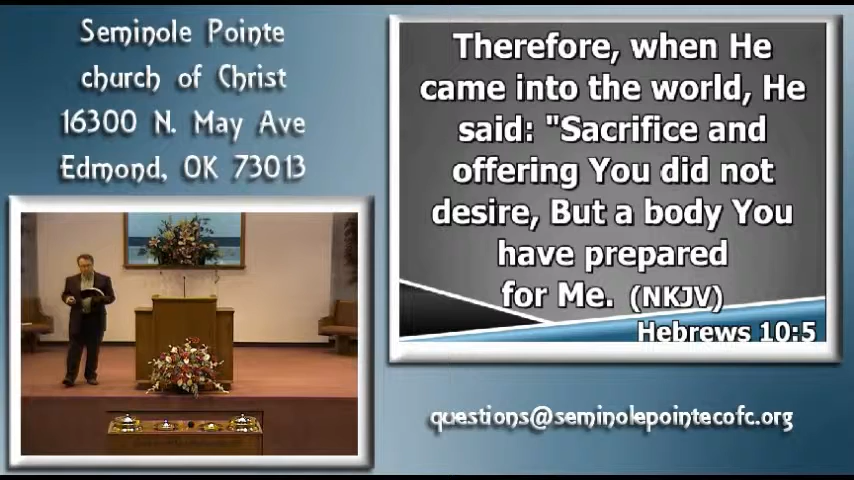 Seminole Pointe
church of Christ
16300 N. May Ave
Edmond, OK 73013
Therefore, when He
came into the world, He
said: "Sacrifice and
offering You did not
desire, But a body You
have prepared
for Me. (NKJV)
Hebrews 10:5
questions@seminolepointecofc.org